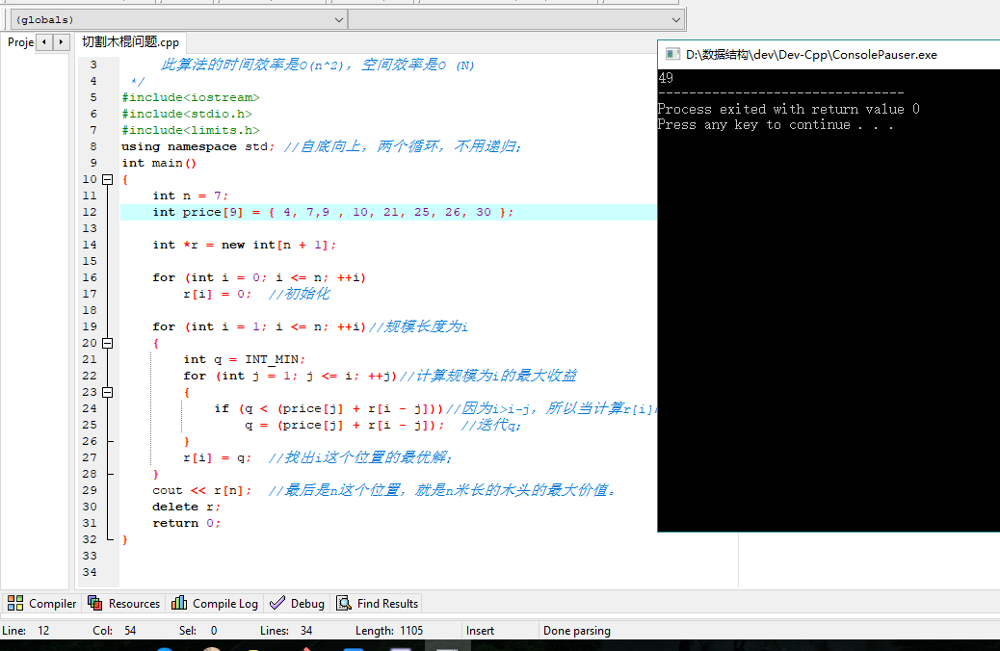 (globals)
Proje
切割木棍问题.cpp
D:\数据结构\dev\Dev-Cpp\ConsolePauser.exe
3 此算法的时间效率是O(n^2), 空间效率是O (N)
4 */
5 #include<iostream>
6 #include<stdio.h>
7 #include<limits.h>
8 using namespace std; //自底向上, 两个循环, 不用递归;
9 int main()
10 {
11 int n = 7;
12 int price[9] = { 4, 7,9 , 10, 21, 25, 26, 30 };
13
14 int *r = new int[n + 1];
15
16 for (int i = 0; i <= n; ++i)
17 r[i] = 0; //初始化
18
19 for (int i = 1; i <= n; ++i)//规模长度为i
20 {
21 int q = INT_MIN;
22 for (int j = 1; j <= i; ++j)//计算规模为i的最大收益
23 {
24 if (q < (price[j] + r[i - j]))//因为i>i-j, 所以当计算r[i]
25 q = (price[j] + r[i - j]); //迭代q;
26 }
27 r[i] = q; //找出i这个位置的最优解;
28 }
29 cout << r[n]; //最后是n这个位置, 就是n米长的木头的最大价值。
30 delete r;
31 return 0;
32 }
33
34
49
--------------------------------
Process exited with return value 0
Press any key to continue . . .
Compiler Resources Compile Log Debug Find Results
Line: 12 Col: 54 Sel: 0 Lines: 34 Length: 1105 Insert Done parsing